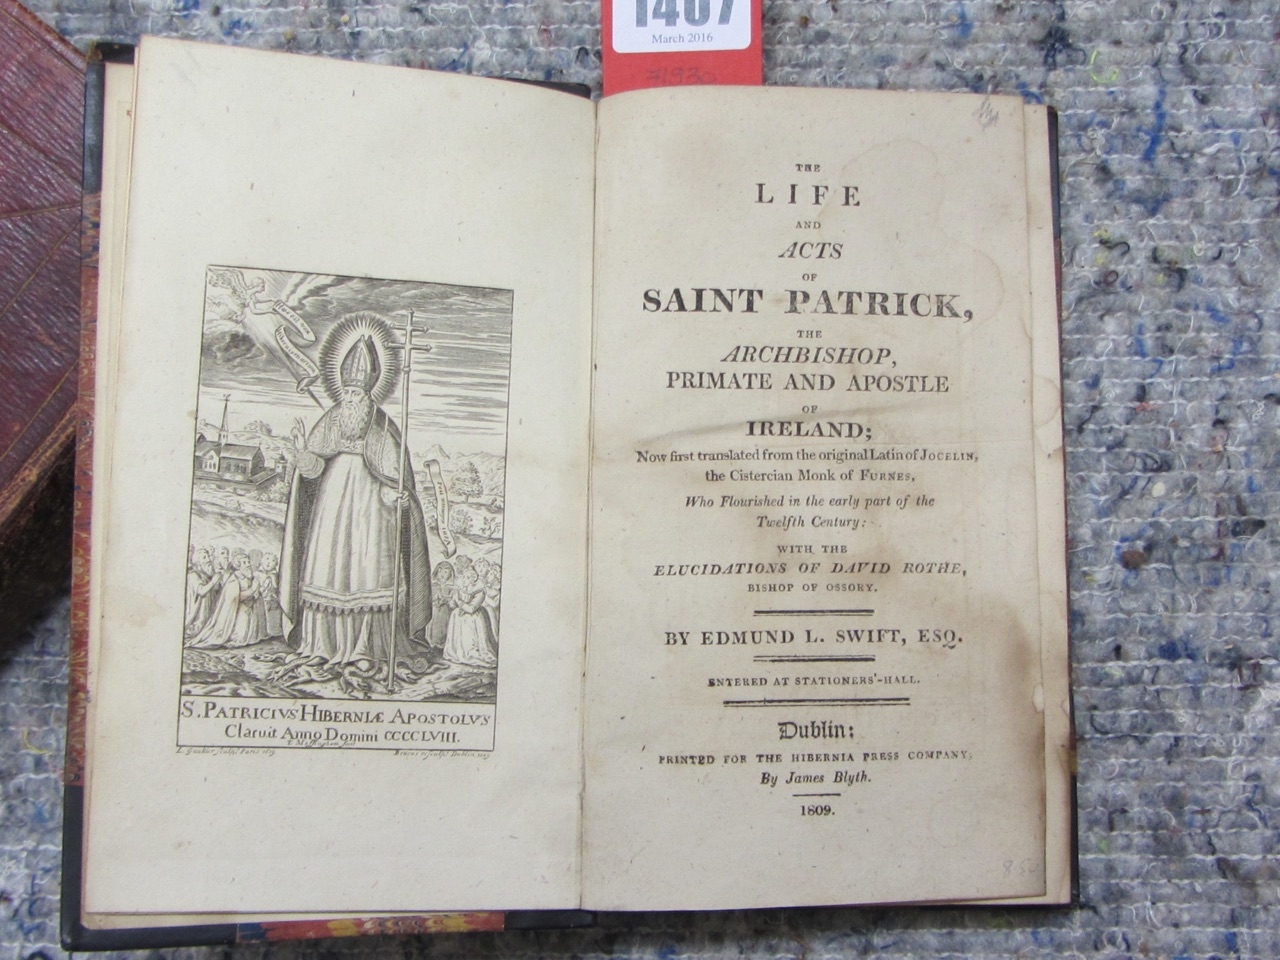 1407
March 2016
S. PATRICIVS HIBERNIÆ APOSTOLVS
Claruit Anno Domini CCCCLVIII.
THE
LIFE
AND
ACTS
OF
SAINT PATRICK,
THE
ARCHBISHOP,
PRIMATE AND APOSTLE
OF
IRELAND;
Now first translated from the original Latin of JOCELIN,
the Cistercian Monk of FURNES,
Who Flourished in the early part of the
Twelfth Century:
WITH THE
ELUCIDATIONS OF DAVID ROTHE,
BISHOP OF OSSORY.
BY EDMUND L. SWIFT, ESQ.
ENTERED AT STATIONERS'-HALL.
Dublin:
PRINTED FOR THE HIBERNIA PRESS COMPANY,
By James Blyth.
1809.